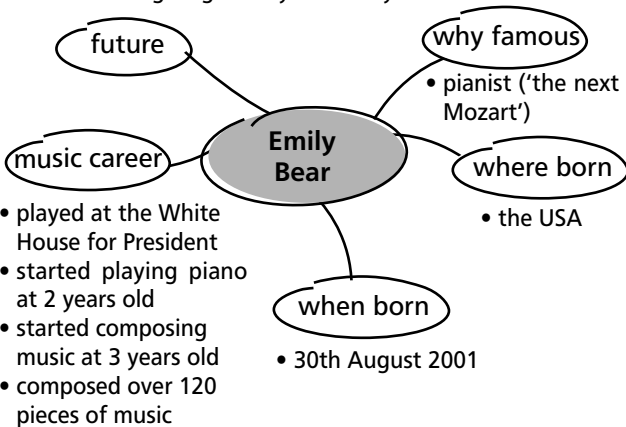 future
why famous
• pianist ('the next
Mozart')
Emily
Bear
music career
where born
• the USA
• played at the White
House for President
• started playing piano
at 2 years old
• started composing
music at 3 years old
• composed over 120
pieces of music
when born
• 30th August 2001